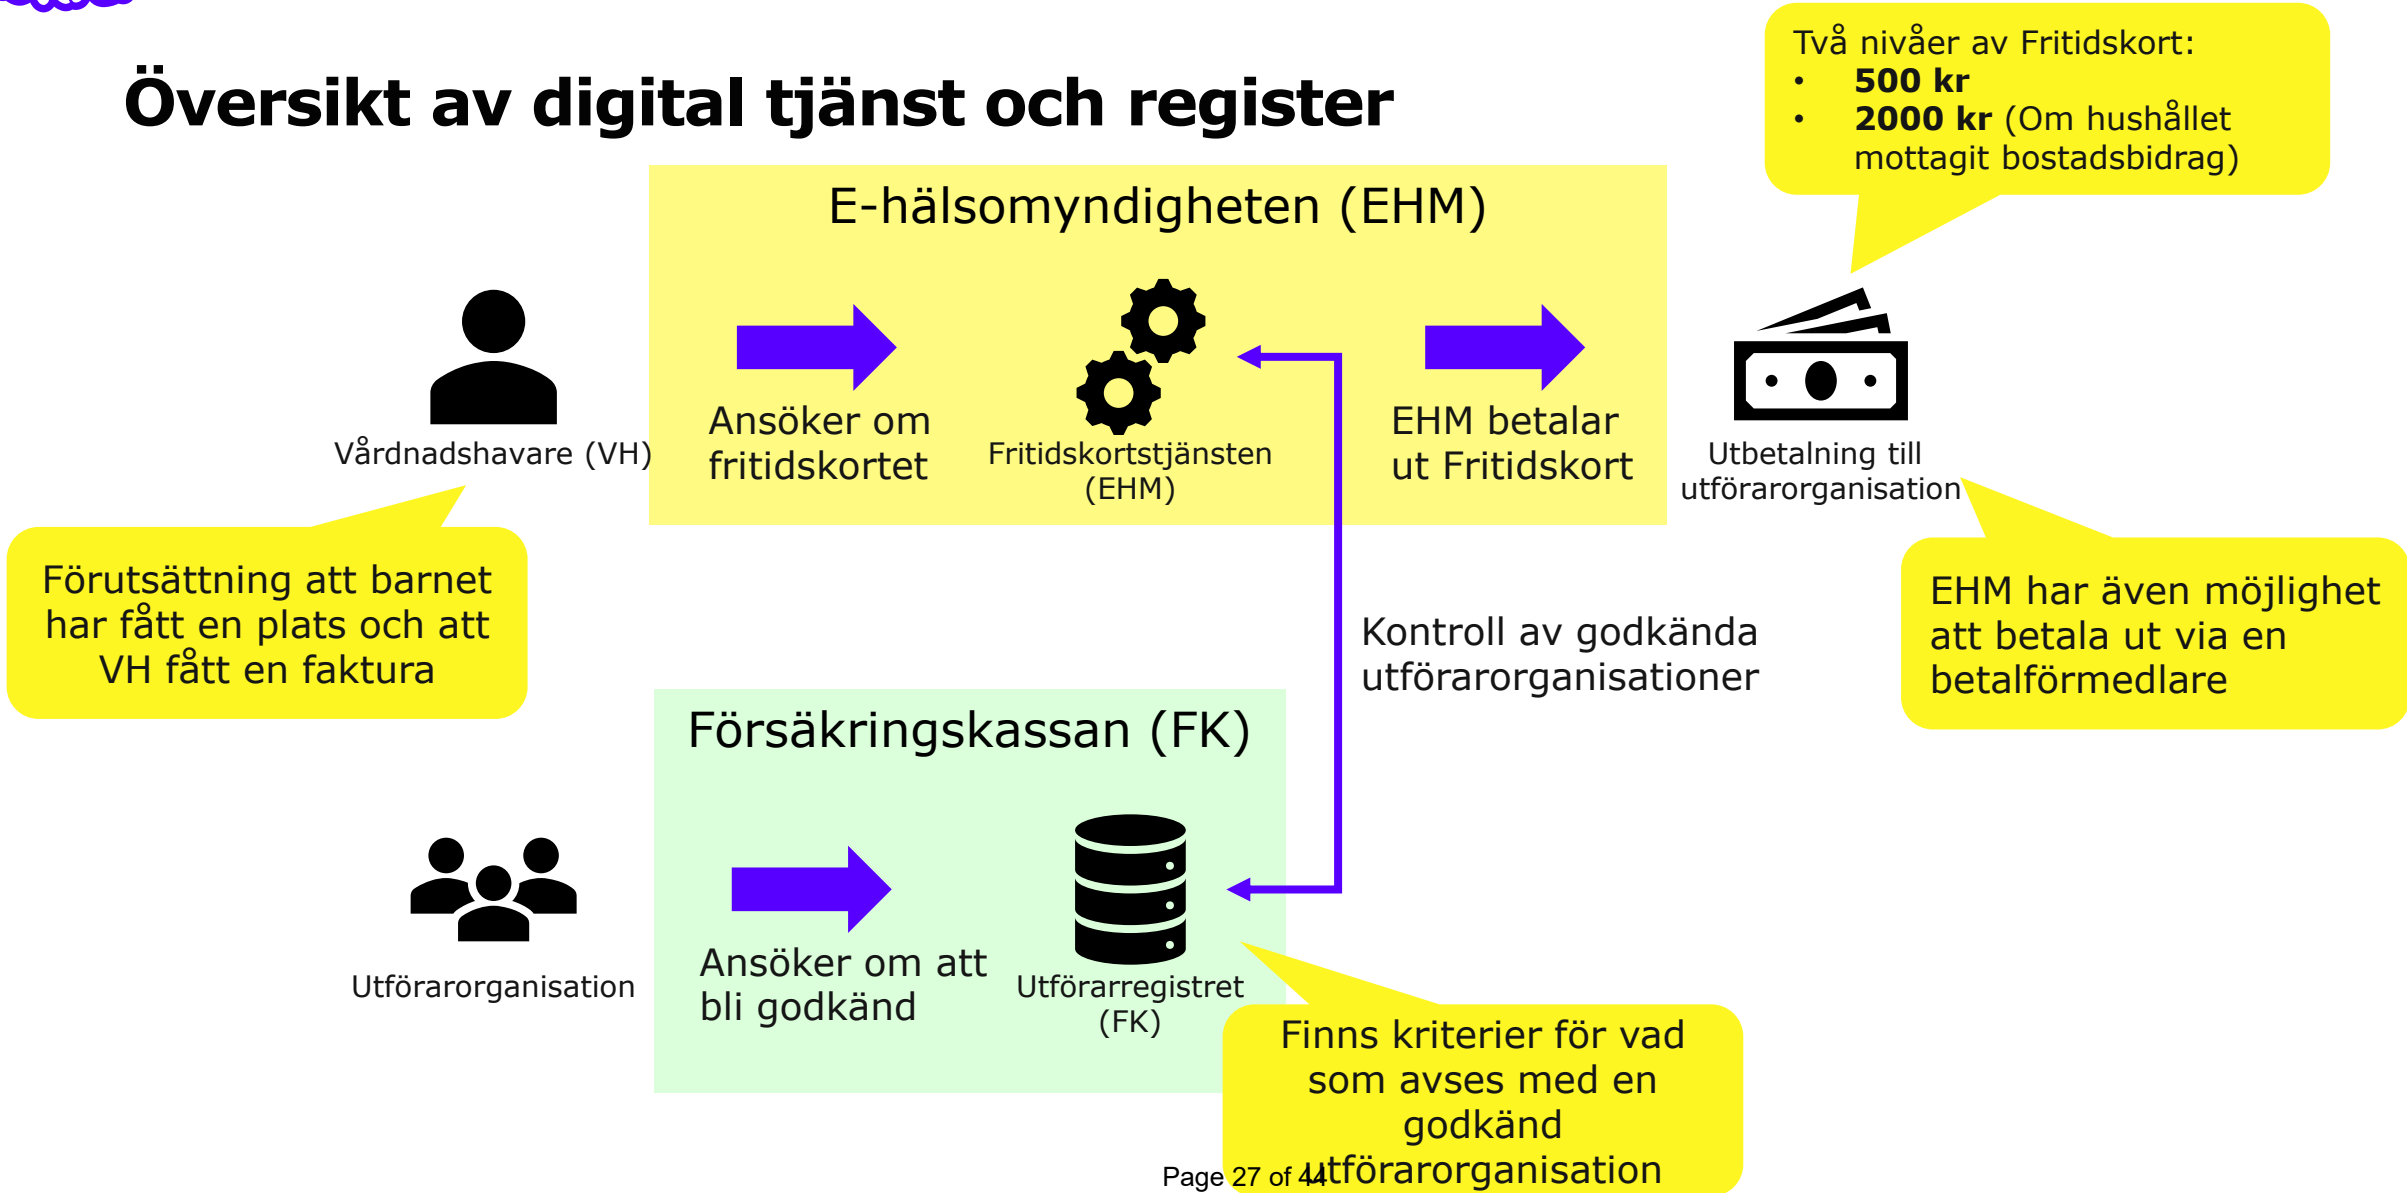 Översikt av digital tjänst och register
Två nivåer av Fritidskort:
• 500 kr
• 2000 kr (Om hushållet
mottagit bostadsbidrag)
E-hälsomyndigheten (EHM)
Vårdnadshavare (VH)
Ansöker om
fritidskortet
Fritidskortstjänsten
(EHM)
EHM betalar
ut Fritidskort
Utbetalning till
utförarorganisation
Förutsättning att barnet
har fått en plats och att
VH fått en faktura
Kontroll av godkända
utförarorganisationer
EHM har även möjlighet
att betala ut via en
betalförmedlare
Försäkringskassan (FK)
Utförarorganisation
Ansöker om att
bli godkänd
Utförarregistret
(FK)
Finns kriterier för vad
som avses med en
godkänd
utförarorganisation
Page 27 of 44